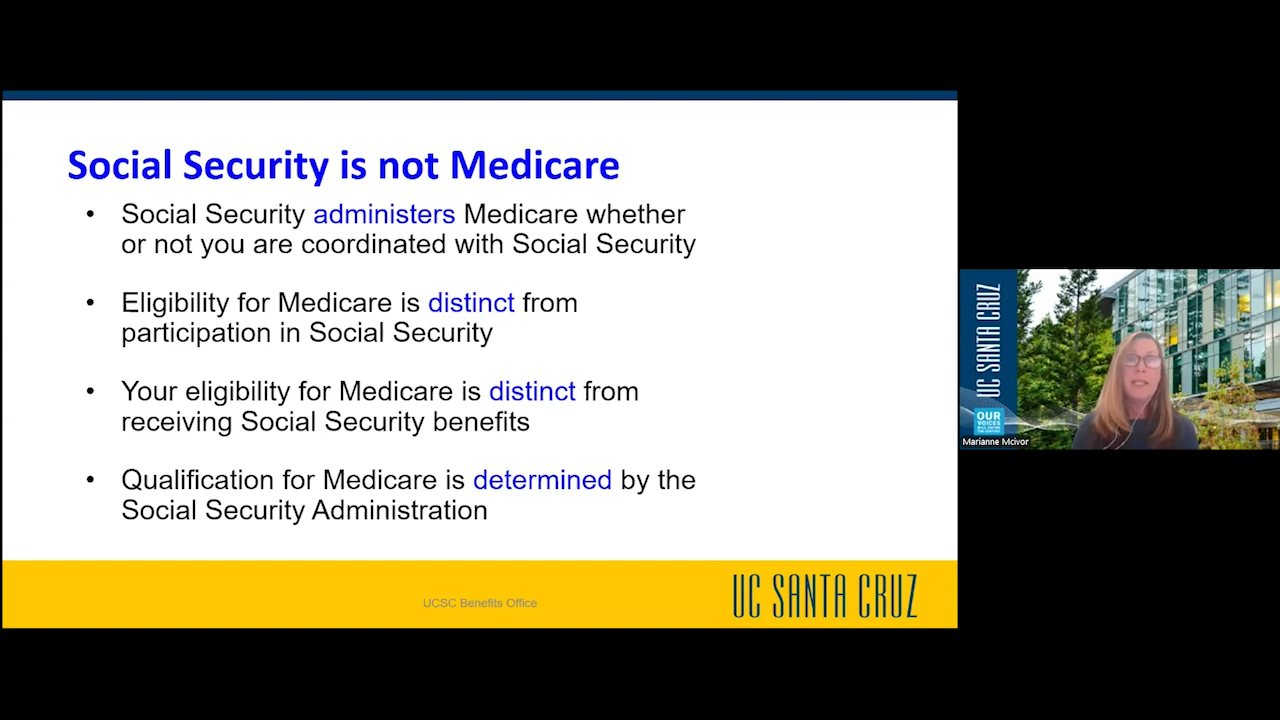 Social Security is not Medicare
• Social Security administers Medicare whether
or not you are coordinated with Social Security
• Eligibility for Medicare is distinct from
participation in Social Security
• Your eligibility for Medicare is distinct from
receiving Social Security benefits
• Qualification for Medicare is determined by the
Social Security Administration
UCSC Benefits Office
UC SANTA CRUZ
UC SANTA CRUZ
OUR
VOICES
Marianne Mcivor